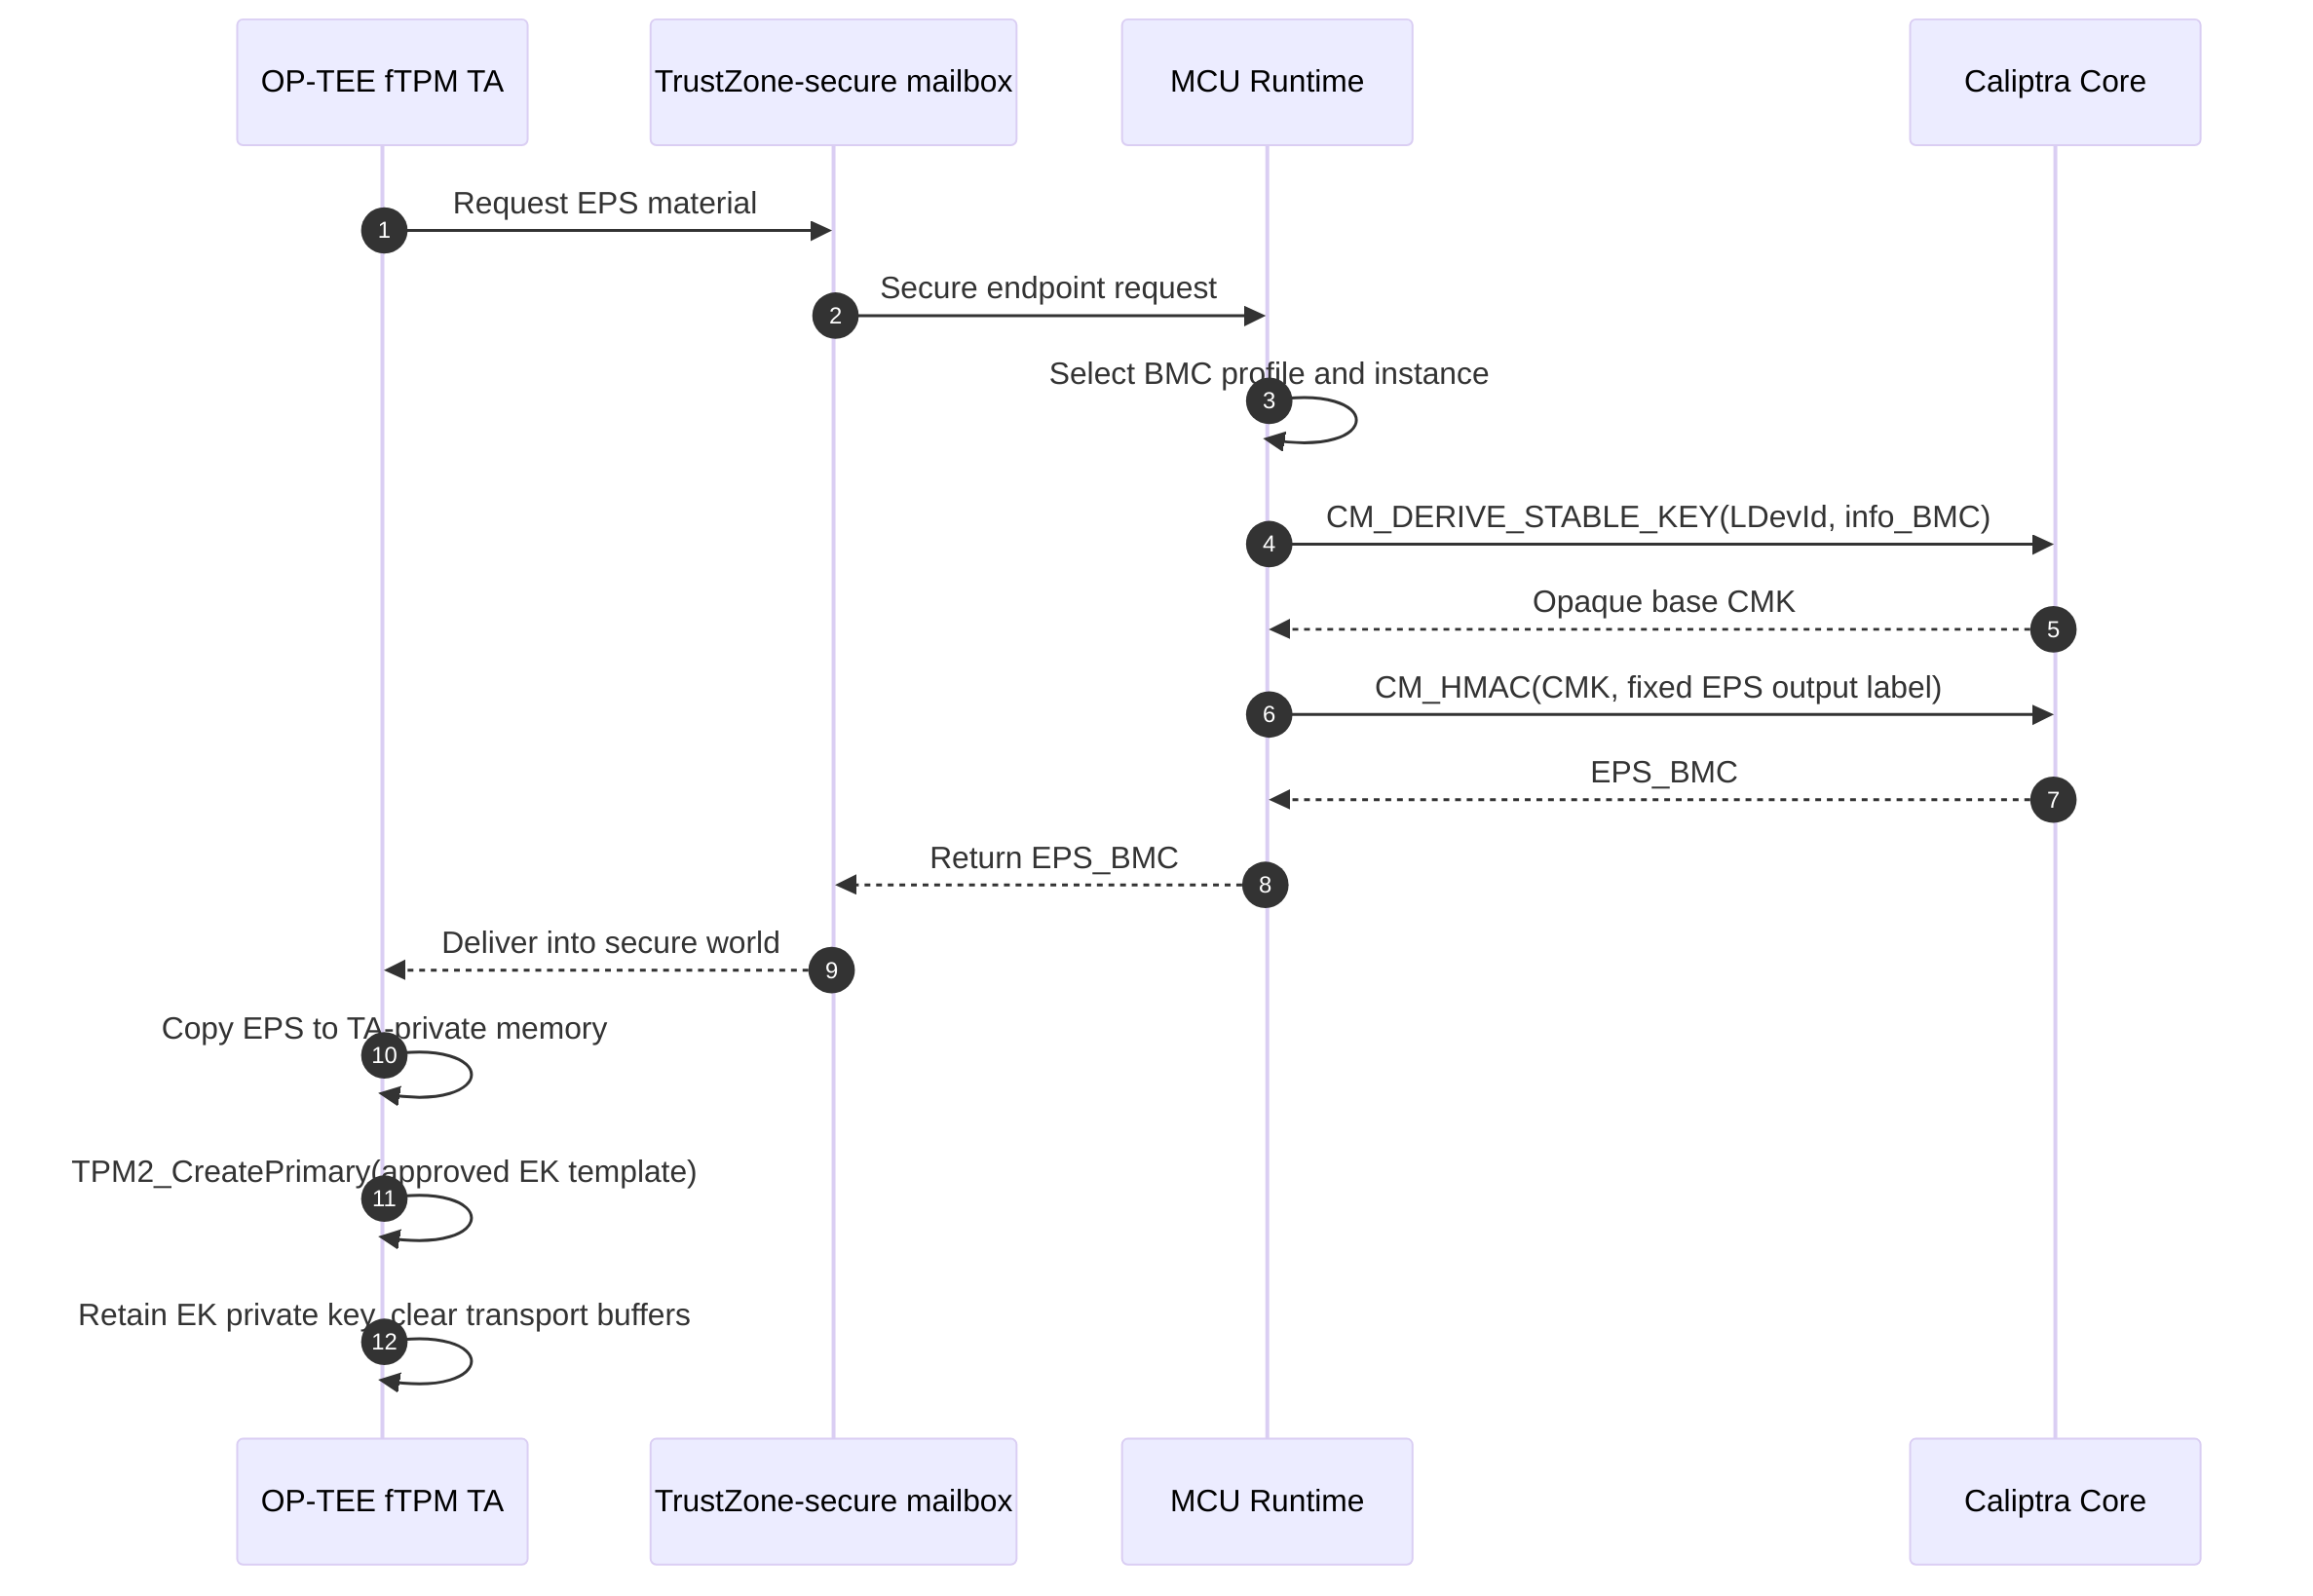 OP-TEE fTPM TA
TrustZone-secure mailbox
MCU Runtime
Caliptra Core
Request EPS material
1
Secure endpoint request
2
Select BMC profile and instance
3
CM_DERIVE_STABLE_KEY(LDevId, info_BMC)
4
Opaque base CMK
5
CM_HMAC(CMK, fixed EPS output label)
6
EPS_BMC
7
Return EPS_BMC
8
Deliver into secure world
9
Copy EPS to TA-private memory
10
TPM2_CreatePrimary(approved EK template)
11
Retain EK private key, clear transport buffers
12
OP-TEE fTPM TA
TrustZone-secure mailbox
MCU Runtime
Caliptra Core